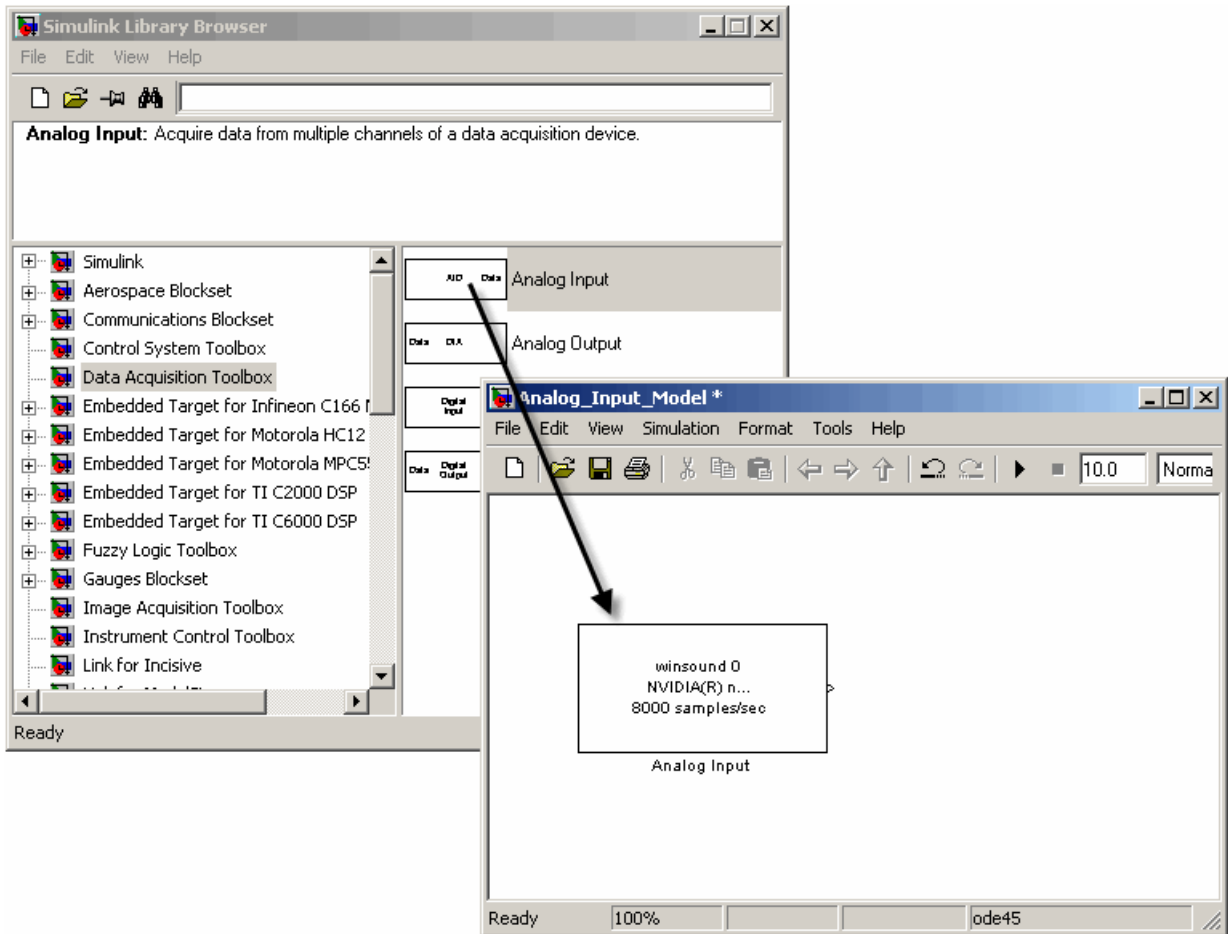 Simulink Library Browser
File Edit View Help
Analog Input: Acquire data from multiple channels of a data acquisition device.
Simulink
Aerospace Blockset
Communications Blockset
Control System Toolbox
Data Acquisition Toolbox
Embedded Target for Infineon C166
Embedded Target for Motorola HC12
Embedded Target for Motorola
Embedded Target for TI C2000 DSP
Embedded Target for TI C6000 DSP
Fuzzy Logic Toolbox
Gauges Blockset
Image Acquisition Toolbox
Instrument Control Toolbox
Link for Incisive
Ready
Data Analog Input
Data Analog Output
Digital
Input
Data Digital
Output
Analog_Input_Model *
File Edit View Simulation Format Tools Help
10.0 Norma
winsound 0
NVIDIA(R) n...
8000 samples/sec
Analog Input
Ready 100% ode45